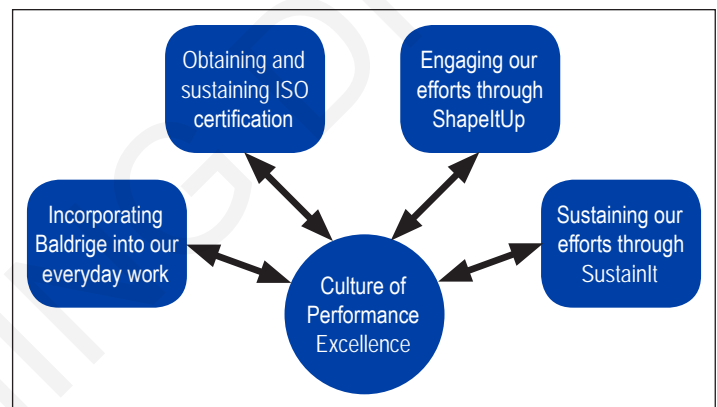 Obtaining and
sustaining ISO
certification
Engaging our
efforts through
ShapeItUp
Incorporating
Baldrige into our
everyday work
Sustaining our
efforts through
SustainIt
Culture of
Performance
Excellence